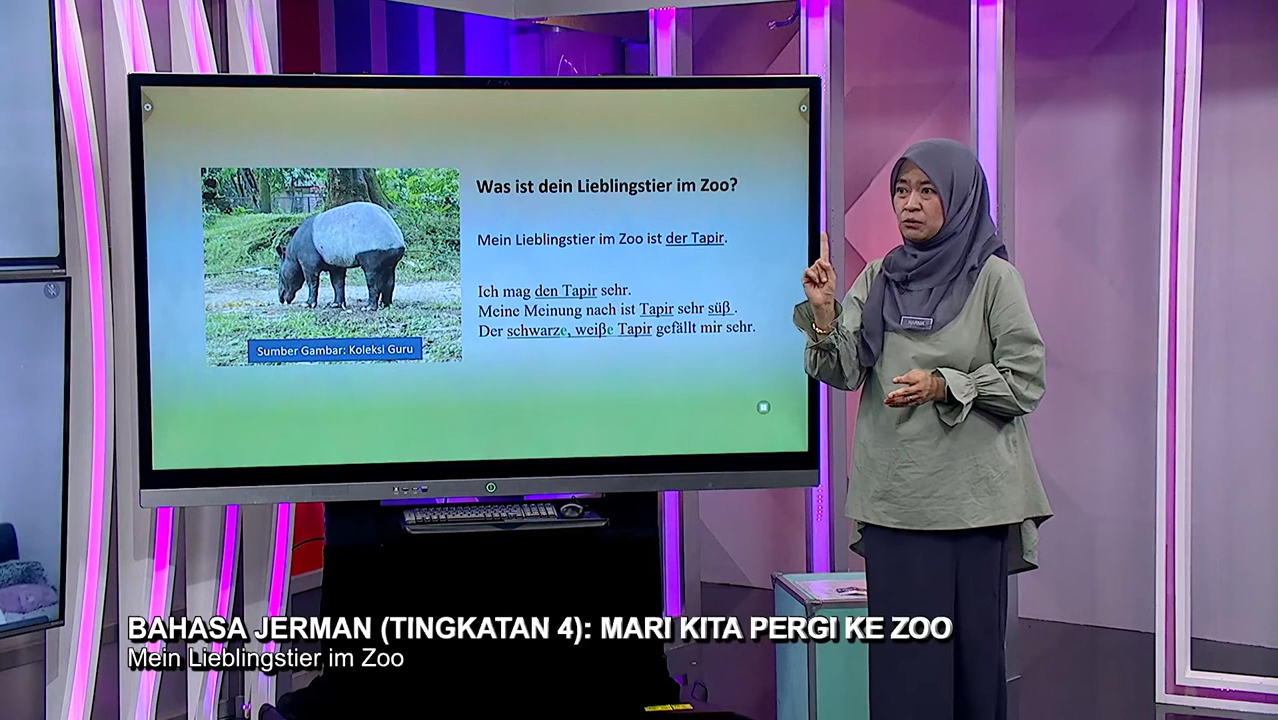 Was ist dein Lieblingstier im Zoo?
Mein Lieblingstier im Zoo ist der Tapir.
Ich mag den Tapir sehr.
Meine Meinung nach ist Tapir sehr süß .
Der schwarze, weiβe Tapir gefällt mir sehr.
Sumber Gambar: Koleksi Guru
BAHASA JERMAN (TINGKATAN 4): MARI KITA PERGI KE ZOO
Mein Lieblingstier im Zoo